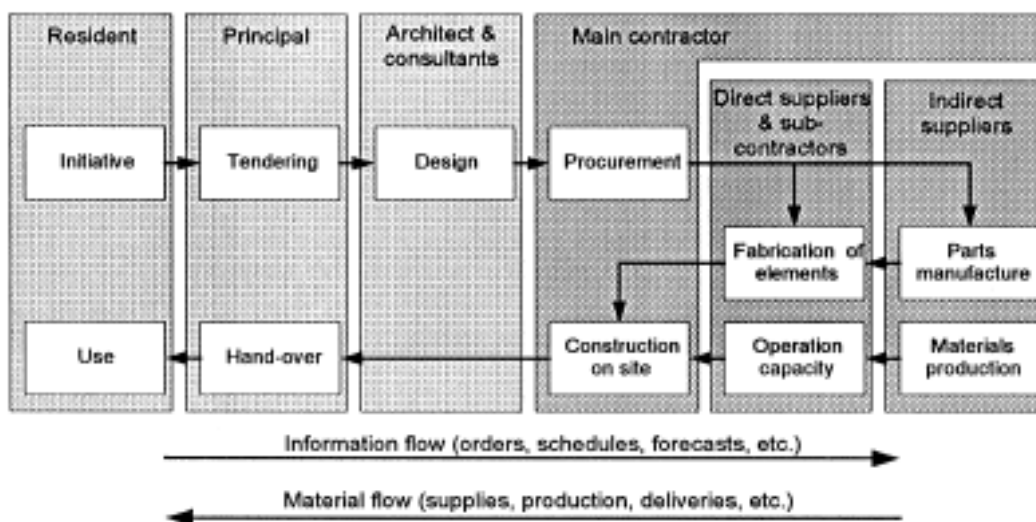 Resident
Principal
Architect &
consultants
Main contractor
Direct suppliers
& sub-
contractors
Indirect
suppliers
Initiative
Tendering
Design
Procurement
Fabrication of
elements
Parts
manufacture
Use
Hand-over
Construction
on site
Operation
capacity
Materials
production
Information flow (orders, schedules, forecasts, etc.)
Material flow (supplies, production, deliveries, etc.)